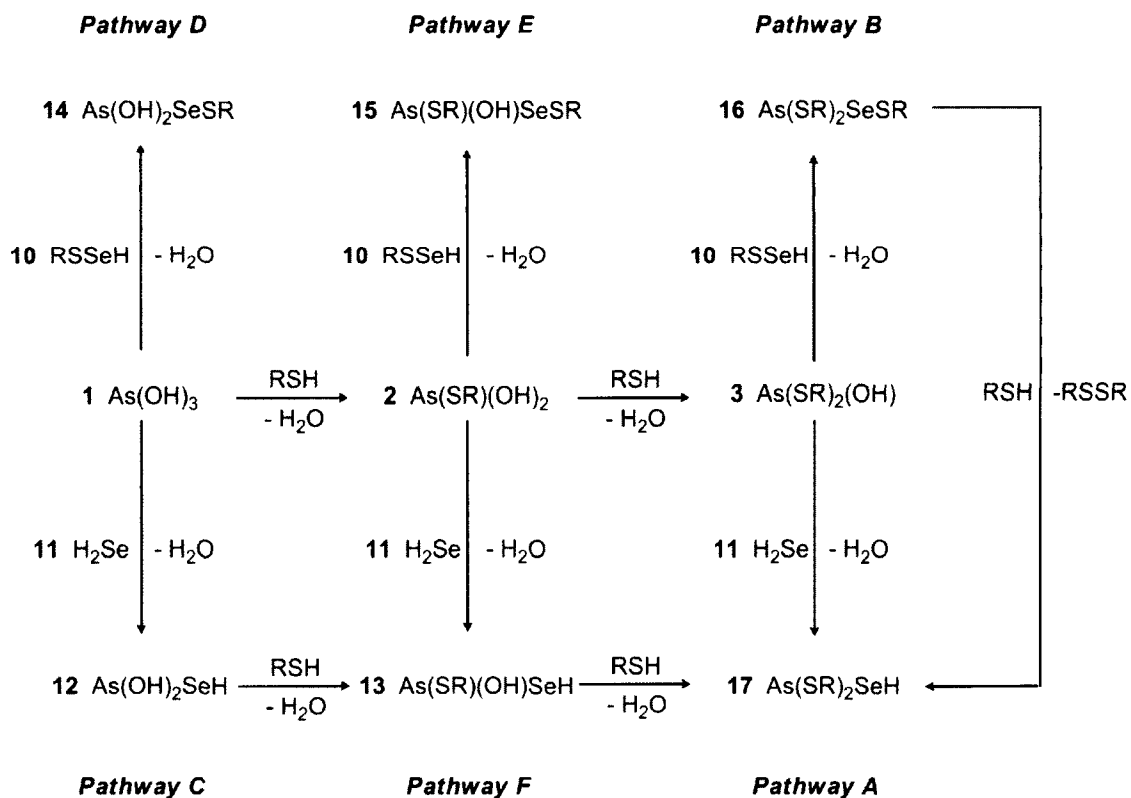 Pathway D Pathway E Pathway B
14 As(OH)₂SeSR 15 As(SR)(OH)SeSR 16 As(SR)₂SeSR
10 RSSeH - H₂O 10 RSSeH - H₂O 10 RSSeH - H₂O
1 As(OH)₃ RSH - H₂O 2 As(SR)(OH)₂ RSH - H₂O 3 As(SR)₂(OH) RSH -RSSR
11 H₂Se - H₂O 11 H₂Se - H₂O 11 H₂Se - H₂O
12 As(OH)₂SeH RSH - H₂O 13 As(SR)(OH)SeH RSH - H₂O 17 As(SR)₂SeH
Pathway C Pathway F Pathway A